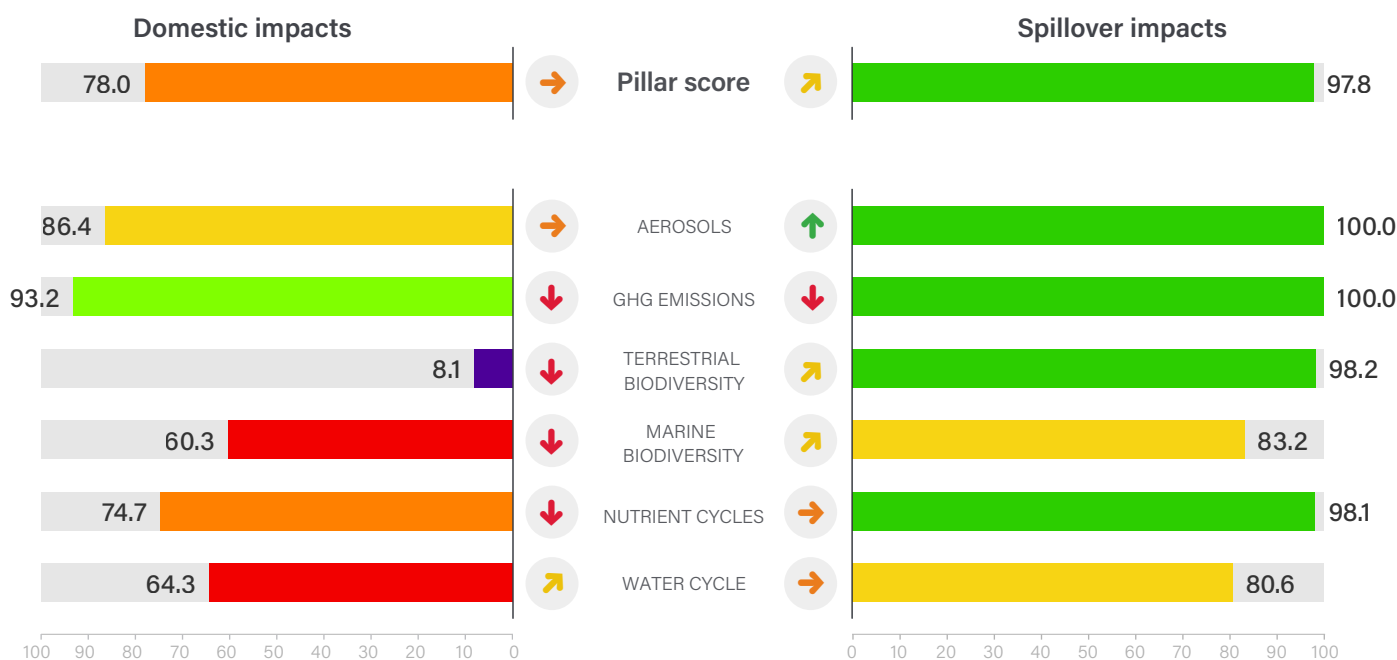 Domestic impacts
Spillover impacts
78.0
Pillar score
97.8
86.4
AEROSOLS
100.0
93.2
GHG EMISSIONS
100.0
8.1
TERRESTRIAL
BIODIVERSITY
98.2
60.3
MARINE
BIODIVERSITY
83.2
74.7
NUTRIENT CYCLES
98.1
64.3
WATER CYCLE
80.6
100 90 80 70 60 50 40 30 20 10 0
0 10 20 30 40 50 60 70 80 90 100